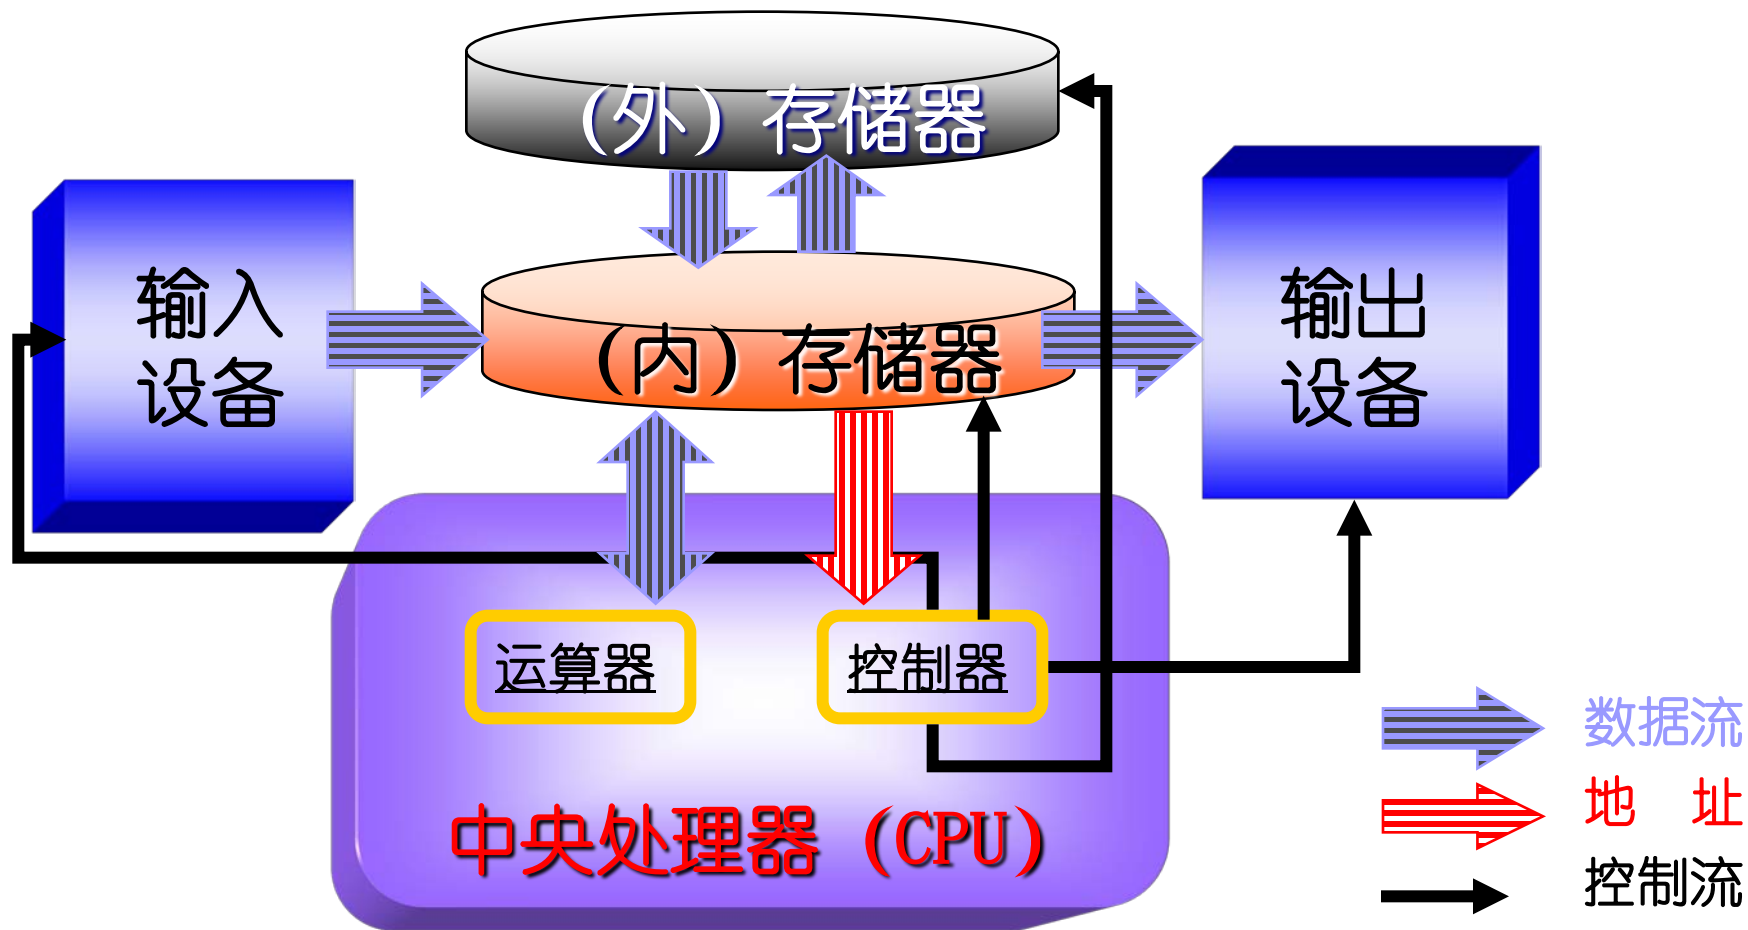 （外）存储器
输入
设备
（内）存储器
输出
设备
运算器
控制器
中央处理器（CPU）
数据流
地 址
控制流